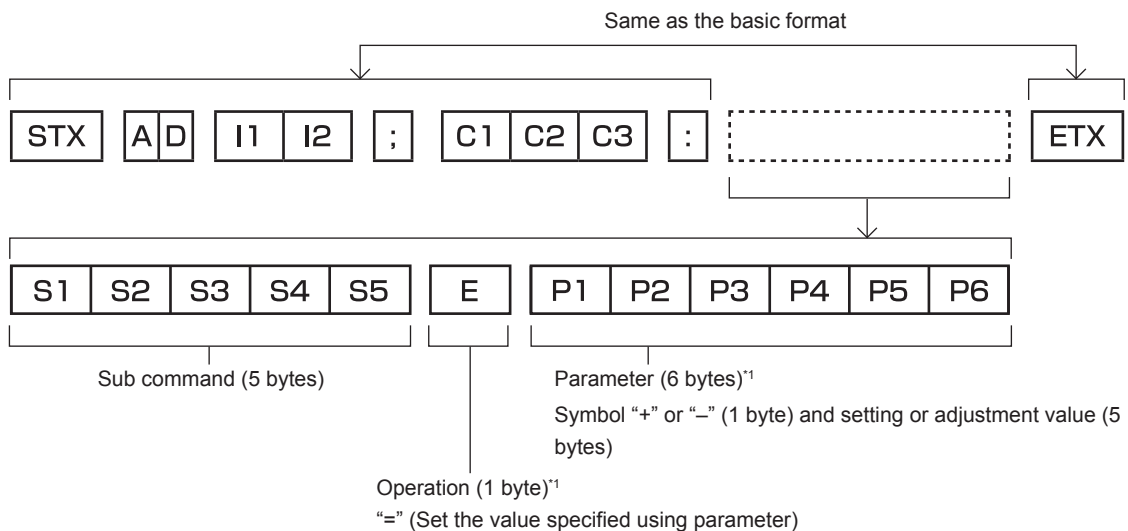 Same as the basic format
STX A D I1 I2 ; C1 C2 C3 : ETX
S1 S2 S3 S4 S5 E P1 P2 P3 P4 P5 P6
Sub command (5 bytes)
Parameter (6 bytes)*1
Symbol “+” or “–” (1 byte) and setting or adjustment value (5
bytes)
Operation (1 byte)*1
“=” (Set the value specified using parameter)